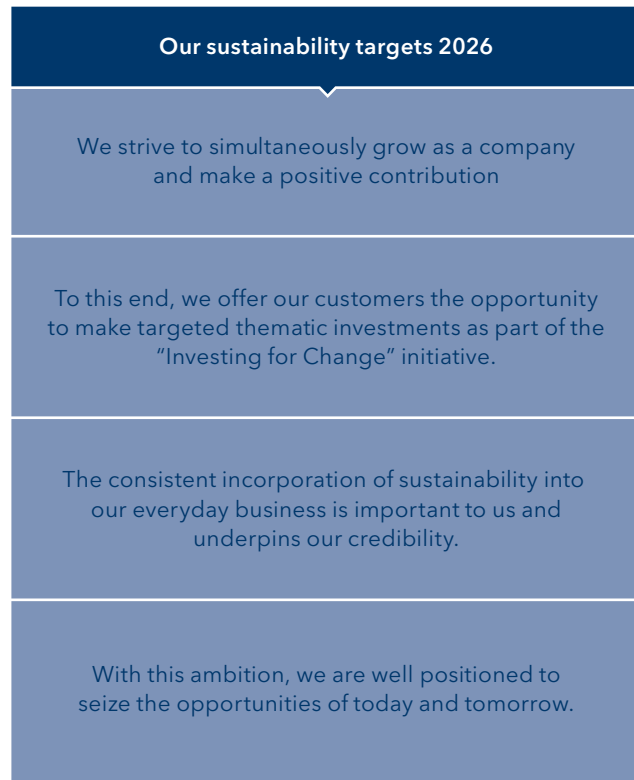 Our sustainability targets 2026
We strive to simultaneously grow as a company
and make a positive contribution
To this end, we offer our customers the opportunity
to make targeted thematic investments as part of the
“Investing for Change” initiative.
The consistent incorporation of sustainability into
our everyday business is important to us and
underpins our credibility.
With this ambition, we are well positioned to
seize the opportunities of today and tomorrow.